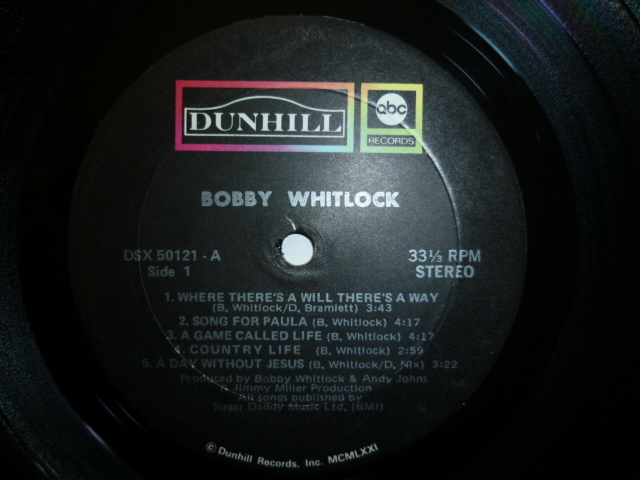 DUNHILL
abc
RECORDS
BOBBY WHITLOCK
DSX 50121 - A
Side 1
33⅓ RPM
STEREO
1. WHERE THERE'S A WILL THERE'S A WAY
(B. Whitlock/D. Bramlett) 3:43
2. SONG FOR PAULA (B. Whitlock) 4:17
3. A GAME CALLED LIFE (B. Whitlock) 4:17
4. COUNTRY LIFE (B. Whitlock) 2:59
5. A DAY WITHOUT JESUS (B. Whitlock/D. Nix) 3:22
Produced by Bobby Whitlock & Andy Johns
A Jimmy Miller Production
All songs published by
Sugar Daddy Music Ltd. (BMI)
© Dunhill Records, Inc. MCMLXXI